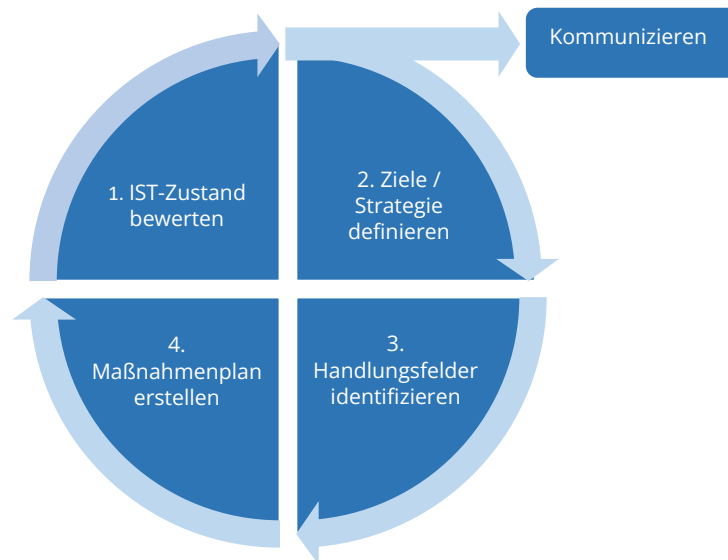 Kommunizieren
1. IST-Zustand
bewerten
2. Ziele /
Strategie
definieren
3.
Handlungsfelder
identifizieren
4.
Maßnahmenplan
erstellen